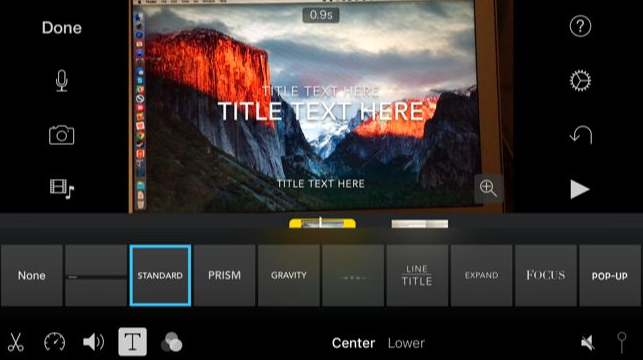 Done
0.9s
?
TITLE TEXT HERE
TITLE TEXT HERE
TITLE TEXT HERE
None
STANDARD
PRISM
GRAVITY
LINE
TITLE
EXPAND
FOCUS
POP-UP
T
Center Lower